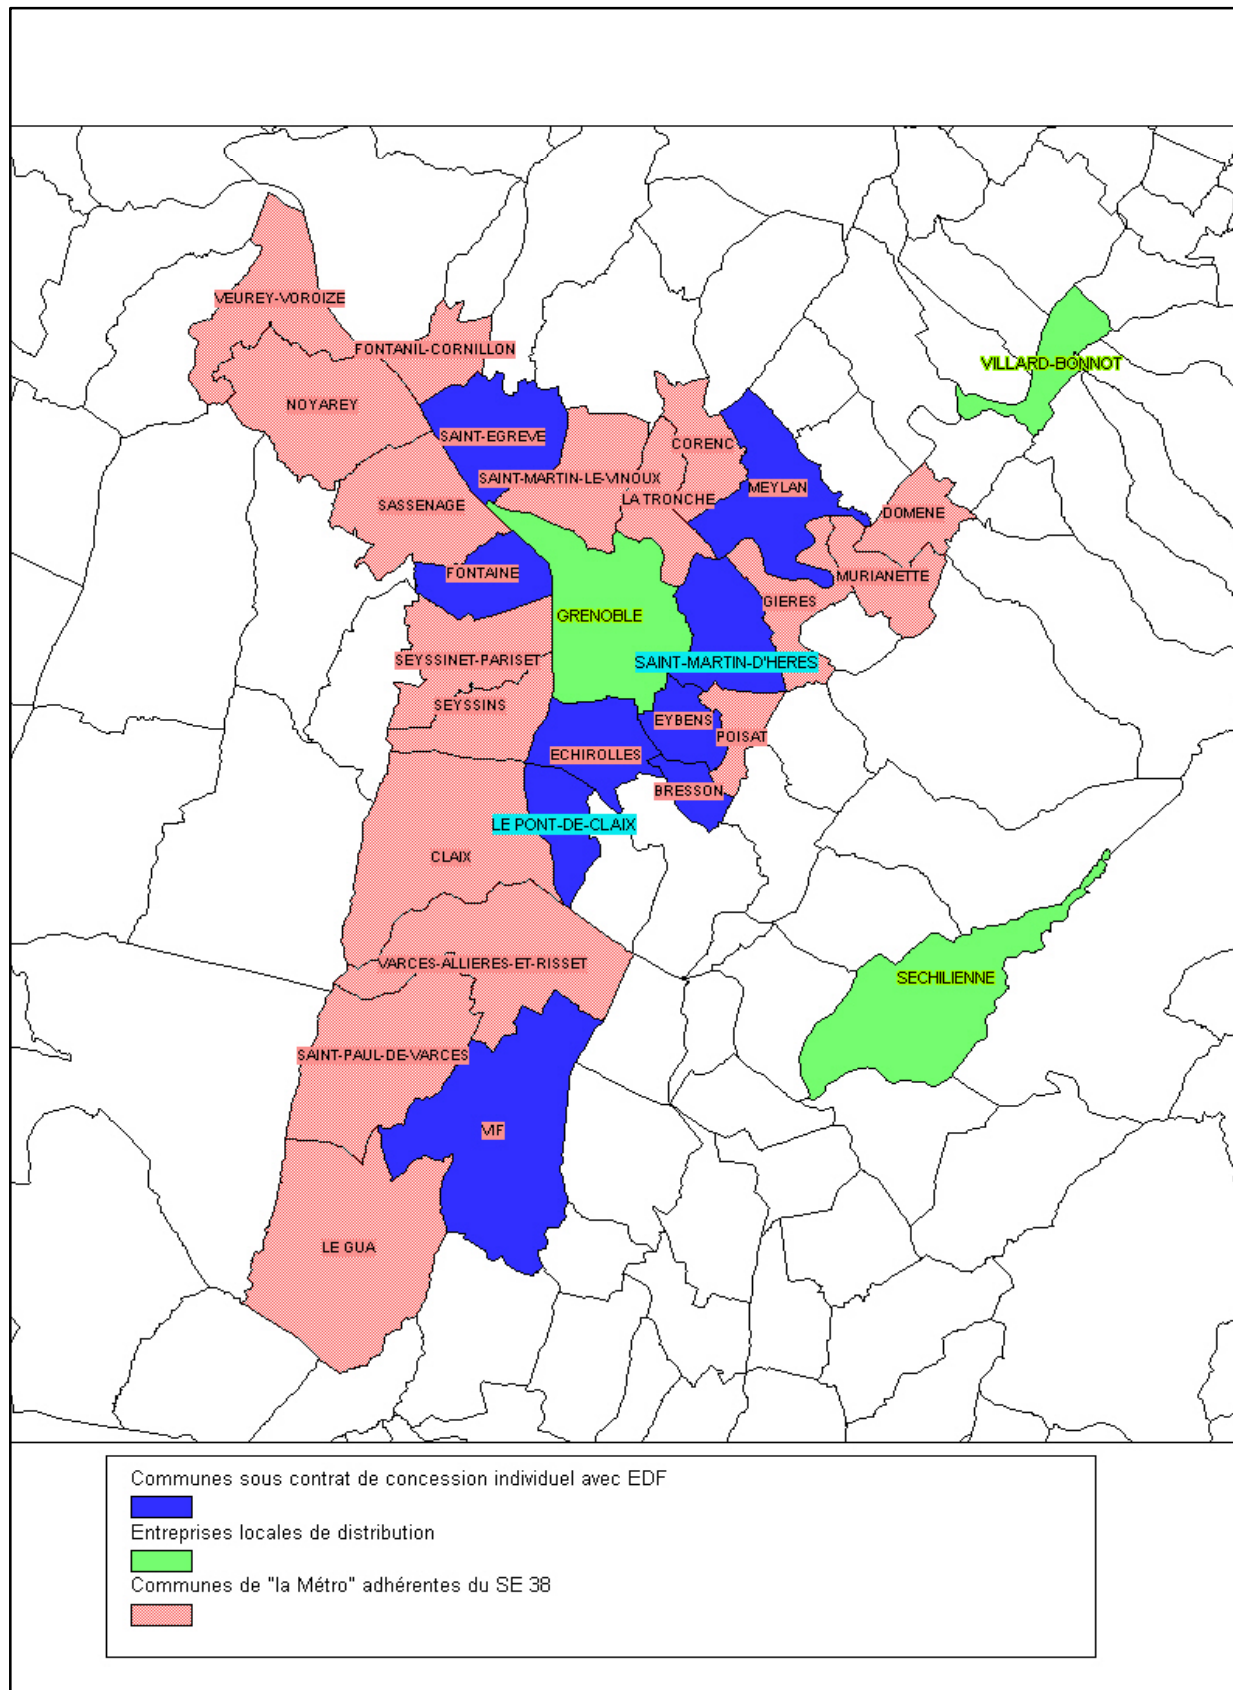 VEUREY-VOROIZE
FONTANIL-CORNILLON
VILLARD-BONNOT
NOYAREY
SAINT-EGREVE
CORENC
SAINT-MARTIN-LE-VINOUX
MEYLAN
LA TRONCHE
SASSENAGE
DOMENE
FONTAINE
MURIANETTE
GIERES
GRENOBLE
SEYSSINET-PARISET
SAINT-MARTIN-D'HERES
SEYSSINS
EYBENS
POISAT
ECHIROLLES
BRESSON
LE PONT-DE-CLAIX
CLAIX
VARCES-ALLIERES-ET-RISSET
SECHILIENNE
SAINT-PAUL-DE-VARCES
VIF
LE GUA
Communes sous contrat de concession individuel avec EDF
Entreprises locales de distribution
Communes de "la Métro" adhérentes du SE 38